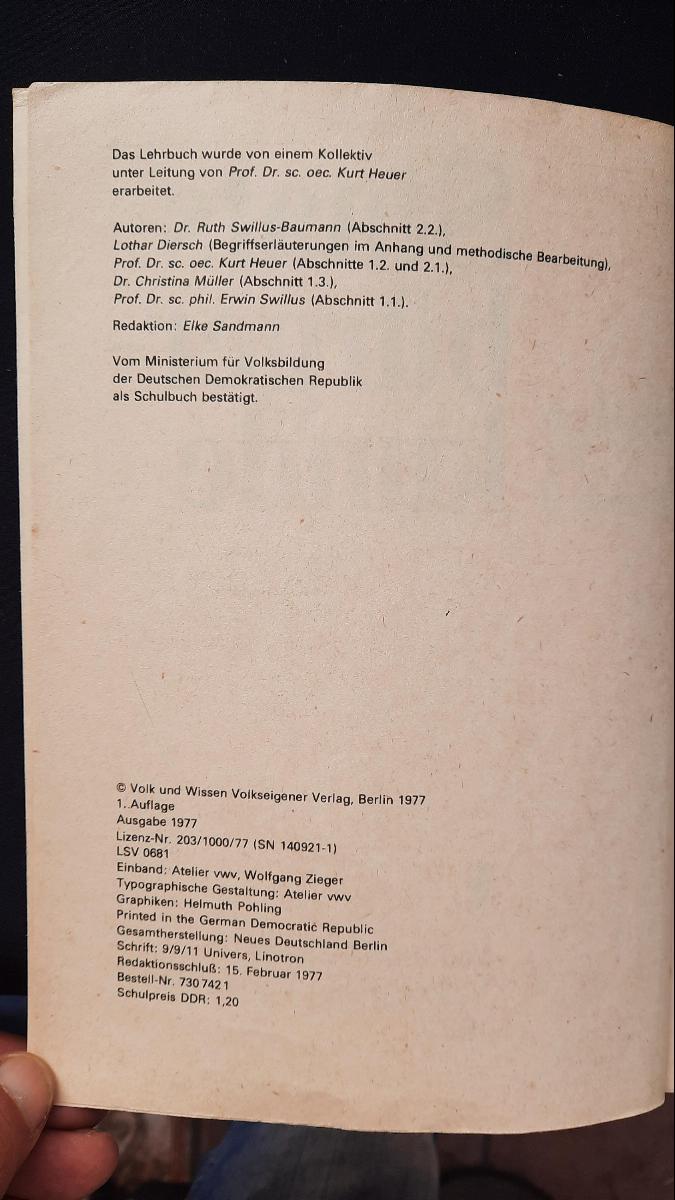 Das Lehrbuch wurde von einem Kollektiv
unter Leitung von Prof. Dr. sc. oec. Kurt Heuer
erarbeitet.
Autoren: Dr. Ruth Swillus-Baumann (Abschnitt 2.2.),
Lothar Diersch (Begriffserläuterungen im Anhang und methodische Bearbeitung),
Prof. Dr. sc. oec. Kurt Heuer (Abschnitte 1.2. und 2.1.),
Dr. Christina Müller (Abschnitt 1.3.),
Prof. Dr. sc. phil. Erwin Swillus (Abschnitt 1.1.).
Redaktion: Elke Sandmann
Vom Ministerium für Volksbildung
der Deutschen Demokratischen Republik
als Schulbuch bestätigt.
© Volk und Wissen Volkseigener Verlag, Berlin 1977
1. Auflage
Ausgabe 1977
Lizenz-Nr. 203/1000/77 (SN 140921-1)
LSV 0681
Einband: Atelier vwv, Wolfgang Zieger
Typographische Gestaltung: Atelier vwv
Graphiken: Helmuth Pohling
Printed in the German Democratic Republic
Gesamtherstellung: Neues Deutschland Berlin
Schrift: 9/9/11 Univers, Linotron
Redaktionsschluß: 15. Februar 1977
Bestell-Nr. 730 742 1
Schulpreis DDR: 1,20